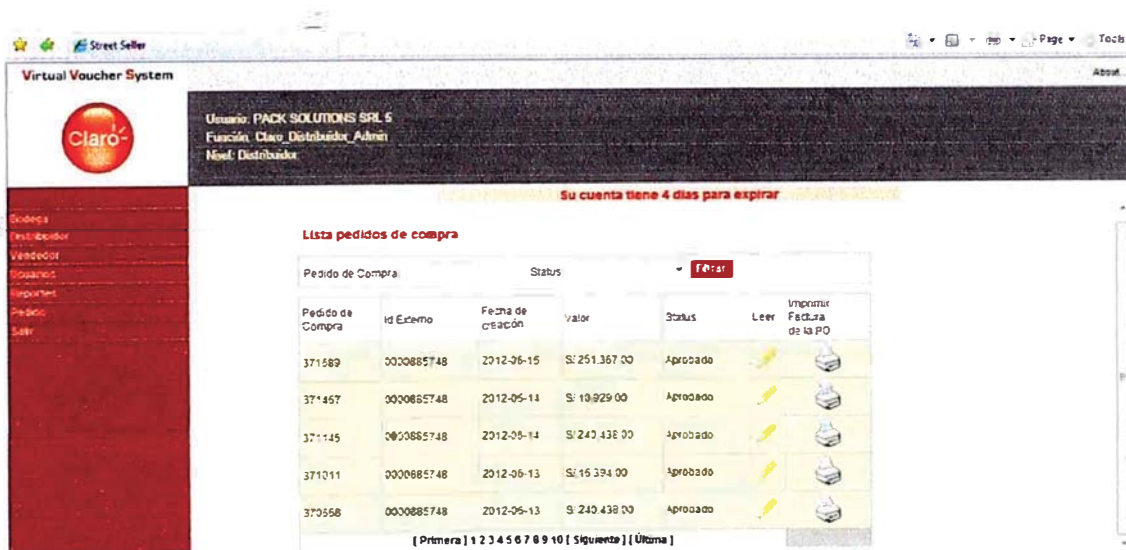 Street Seller
Page Tools
Virtual Voucher System
About
Claro
Usuario: PACK SOLUTIONS SRL 5
Función: Claro_Distribuidor_Admin
Nivel: Distribuidor
Su cuenta tiene 4 dias para expirar
Bodega
Distribuidor
Vendedor
Usuarios
Reportes
Pedido
Salir
Lista pedidos de compra
Pedido de Compra: Status: Filtrar
Pedido de Compra Id Externo Fecha de creación Valor Status Leer Imprimir Factura de la PO
371589 0000885748 2012-06-15 S/.251.367.00 Aprobado
371457 2012-06-14 S/.10.929.00 Aprobado
371145 2012-06-14 S/.240.438.00 Aprobado
371011 2012-06-13 S/.16.394.00 Aprobado
370558 0000885748 2012-06-13 S/.240.438.00 Aprobado
[ Primera ] 1 2 3 4 5 6 7 8 9 10 [ Siguiente ] [ Última ]